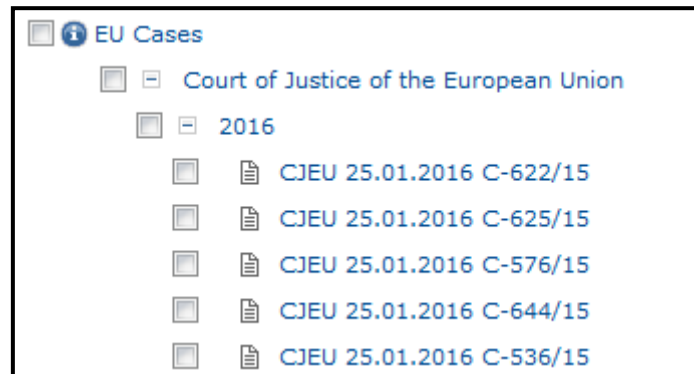 EU Cases
Court of Justice of the European Union
2016
CJEU 25.01.2016 C-622/15
CJEU 25.01.2016 C-625/15
CJEU 25.01.2016 C-576/15
CJEU 25.01.2016 C-644/15
CJEU 25.01.2016 C-536/15